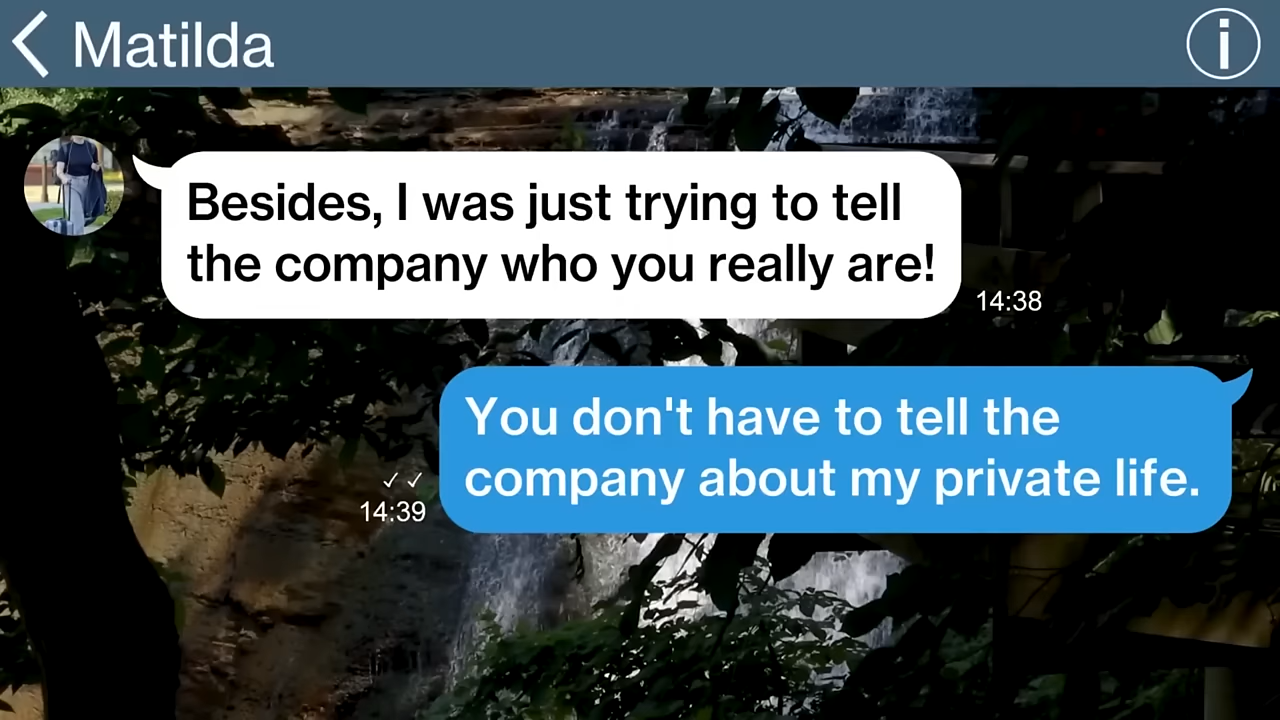 Matilda
Besides, I was just trying to tell
the company who you really are!
14:38
You don't have to tell the
company about my private life.
14:39